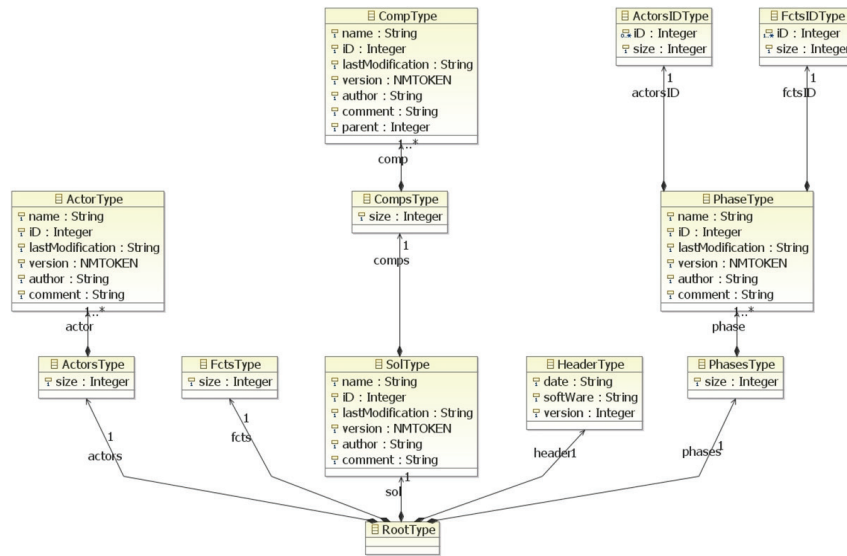 CompType
name : String
iD : Integer
lastModification : String
version : NMTOKEN
author : String
comment : String
parent : Integer
1..*
comp
ActorsIDType
iD : Integer
size : Integer
1
actorsID
FctsIDType
iD : Integer
size : Integer
1
fctsID
ActorType
name : String
iD : Integer
lastModification : String
version : NMTOKEN
author : String
comment : String
1..*
actor
CompsType
size : Integer
1
comps
PhaseType
name : String
iD : Integer
lastModification : String
version : NMTOKEN
author : String
comment : String
1..*
phase
ActorsType
size : Integer
1
actors
FctsType
size : Integer
1
fcts
SolType
name : String
iD : Integer
lastModification : String
version : NMTOKEN
author : String
comment : String
1
sol
HeaderType
date : String
softWare : String
version : Integer
header
1
PhasesType
size : Integer
phases
1
RootType